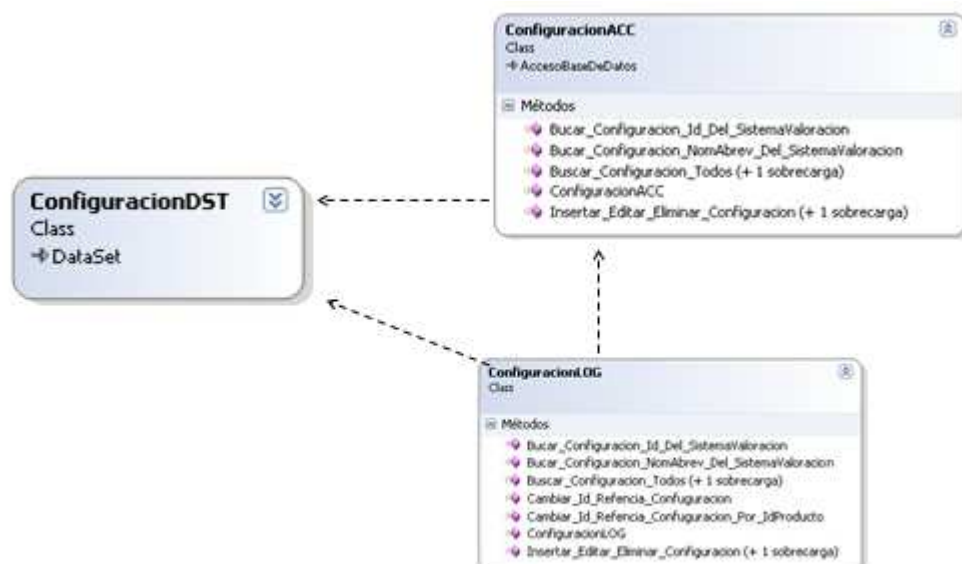 ConfiguracionACC
Class
AccesoBaseDeDatos
Métodos
Bucar_Configuracion_Id_Del_SistemaValoracion
Bucar_Configuracion_NomAbrev_Del_SistemaValoracion
Buscar_Configuracion_Todos (+ 1 sobrecarga)
ConfiguracionACC
Insertar_Editar_Eliminar_Configuracion (+ 1 sobrecarga)
ConfiguracionDST
Class
DataSet
ConfiguracionLOG
Class
Métodos
Bucar_Configuracion_Id_Del_SistemaValoracion
Bucar_Configuracion_NomAbrev_Del_SistemaValoracion
Buscar_Configuracion_Todos (+ 1 sobrecarga)
Cambiar_Id_Refencia_Confuguracion
Cambiar_Id_Refencia_Confuguracion_Por_IdProducto
ConfiguracionLOG
Insertar_Editar_Eliminar_Configuracion (+ 1 sobrecarga)